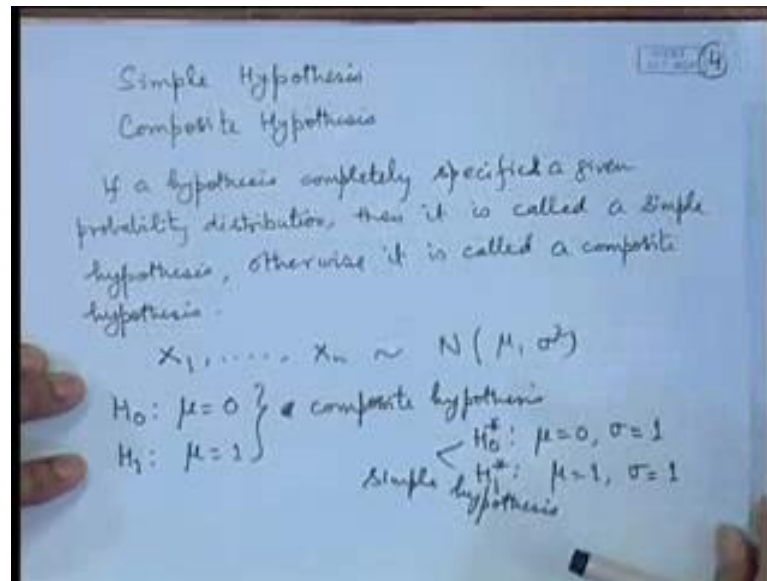 Simple Hypothesis
4
Composite Hypothesis
If a hypothesis completely specified a given
probability distribution, then it is called a simple
hypothesis, otherwise it is called a composite
hypothesis.
X₁, ..... Xₙ ~ N(μ, σ²)
H₀: μ=0 } composite hypothesis
H₁: μ=1
H₀*: μ=0, σ=1
H₁*: μ=1, σ=1
simple hypothesis